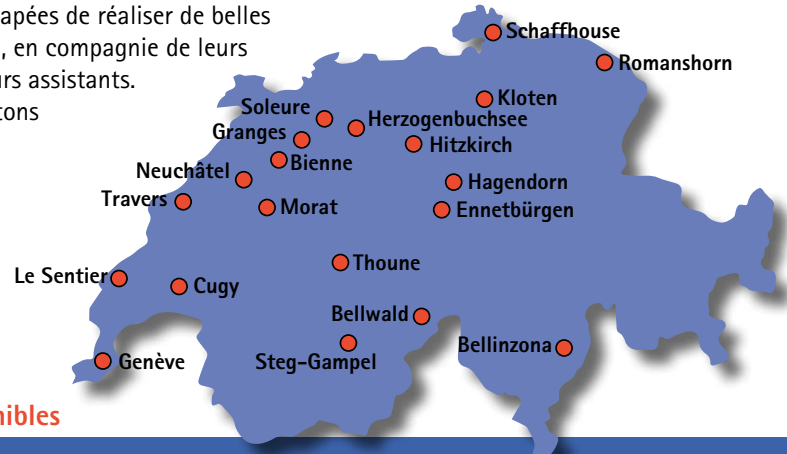 apées de réaliser de belles
, en compagnie de leurs
urs assistants.
tons
Schaffhouse
Romanshorn
Kloten
Soleure
Herzogenbuchsee
Granges
Hitzkirch
Bienne
Neuchâtel
Hagendorn
Travers
Morat
Ennetbürgen
Thoune
Le Sentier
Cugy
Bellwald
Bellinzona
Genève
Steg-Gampel
nibles